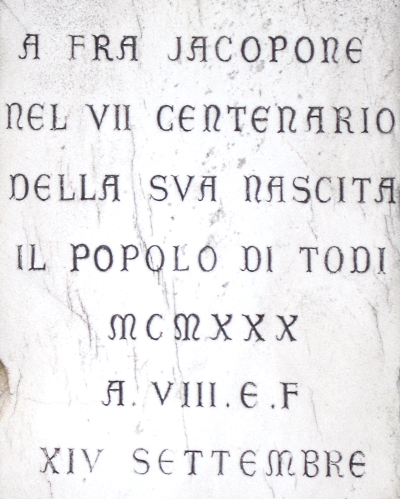 A FRA JACOPONE
NEL VII CENTENARIO
DELLA SVA NASCITA
IL POPOLO DI TODI
MCMXXX
A.VIII.E.F
XIV SETTEMBRE